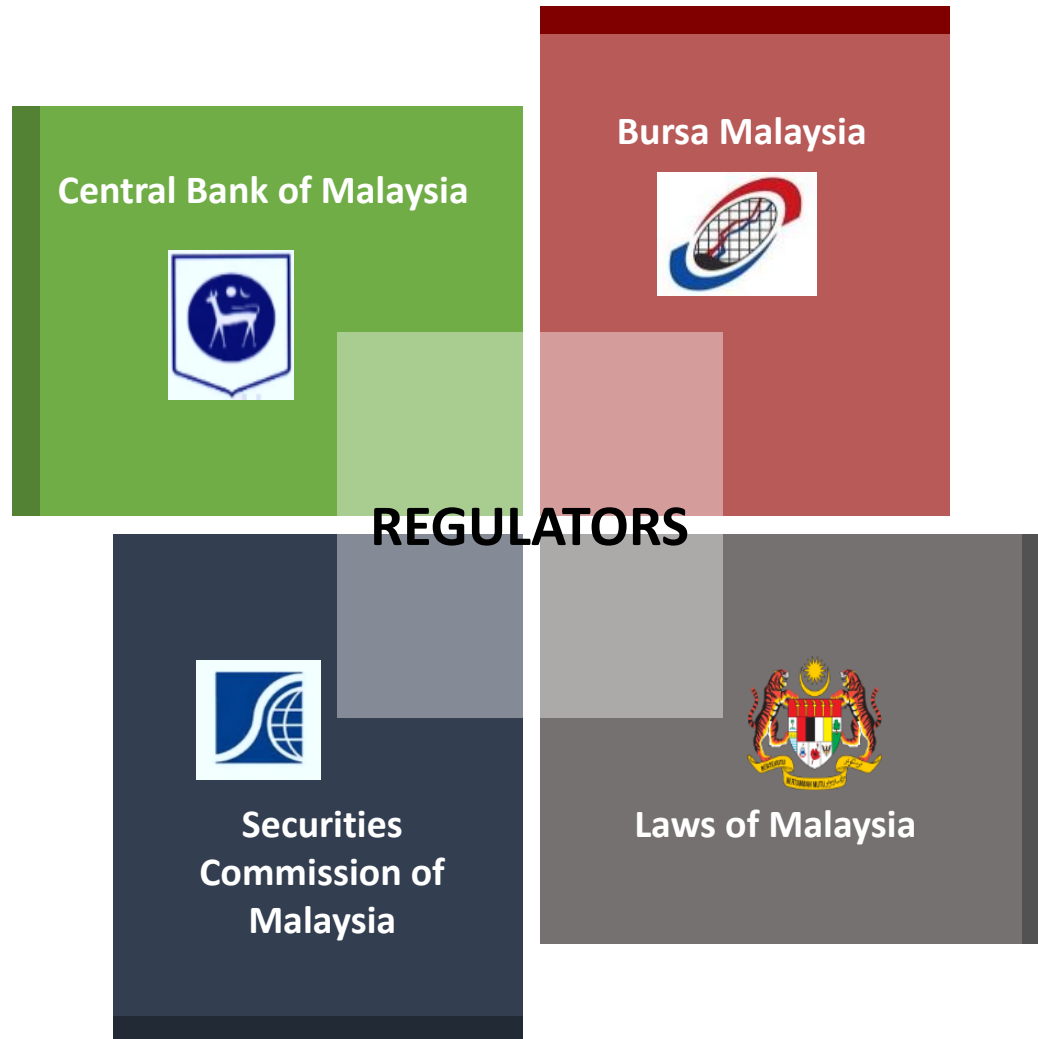 Central Bank of Malaysia
Bursa Malaysia
REGULATORS
Securities
Commission of
Malaysia
Laws of Malaysia